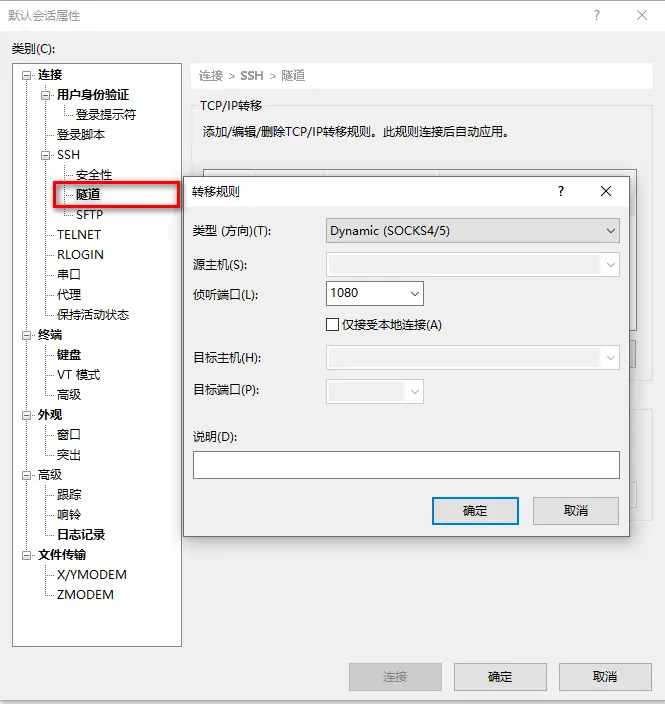 默认会话属性
类别(C):
连接
用户身份验证
登录提示符
登录脚本
SSH
安全性
隧道
SFTP
TELNET
RLOGIN
串口
代理
保持活动状态
终端
键盘
VT 模式
高级
外观
窗口
突出
高级
跟踪
响铃
日志记录
文件传输
X/YMODEM
ZMODEM
连接 > SSH > 隧道
TCP/IP转移
添加/编辑/删除TCP/IP转移规则。此规则连接后自动应用。
转移规则
类型 (方向)(T):
Dynamic (SOCKS4/5)
源主机(S):
侦听端口(L):
1080
仅接受本地连接(A)
目标主机(H):
目标端口(P):
说明(D):
确定
取消
连接
确定
取消